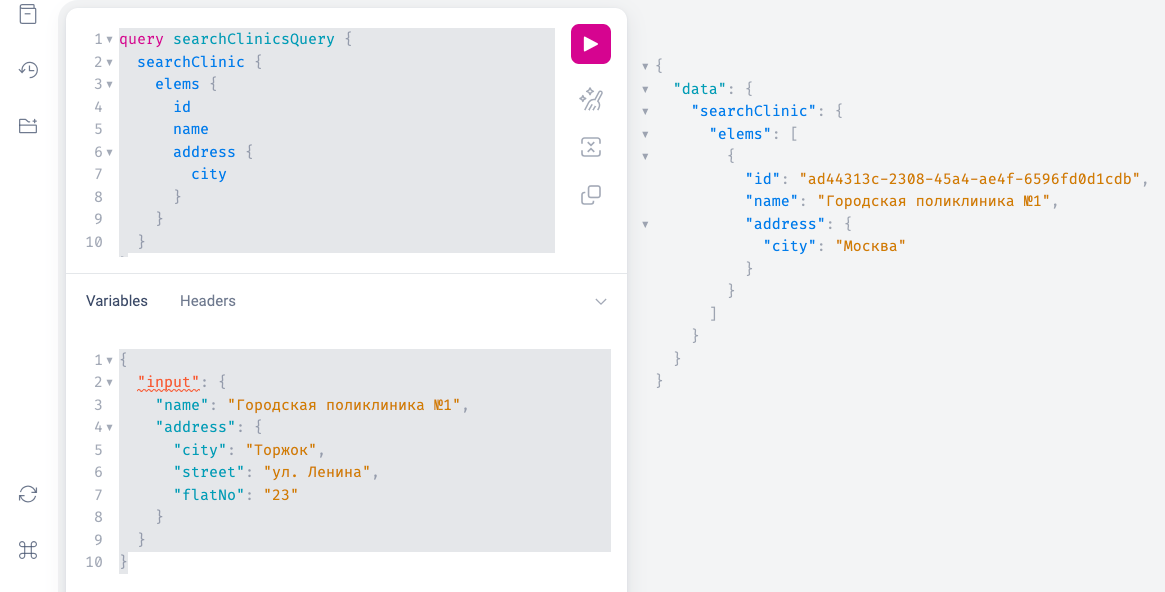 1 query searchClinicsQuery {
2 searchClinic {
3 elems {
4 id
5 name
6 address {
7 city
8 }
9 }
10 }
Variables Headers
1 {
2 "input": {
3 "name": "Городская поликлиника №1",
4 "address": {
5 "city": "Торжок",
6 "street": "ул. Ленина",
7 "flatNo": "23"
8 }
9 }
10 }
{
"data": {
"searchClinic": {
"elems": [
{
"id": "ad44313c-2308-45a4-ae4f-6596fd0d1cdb",
"name": "Городская поликлиника №1",
"address": {
"city": "Москва"
}
}
]
}
}
}